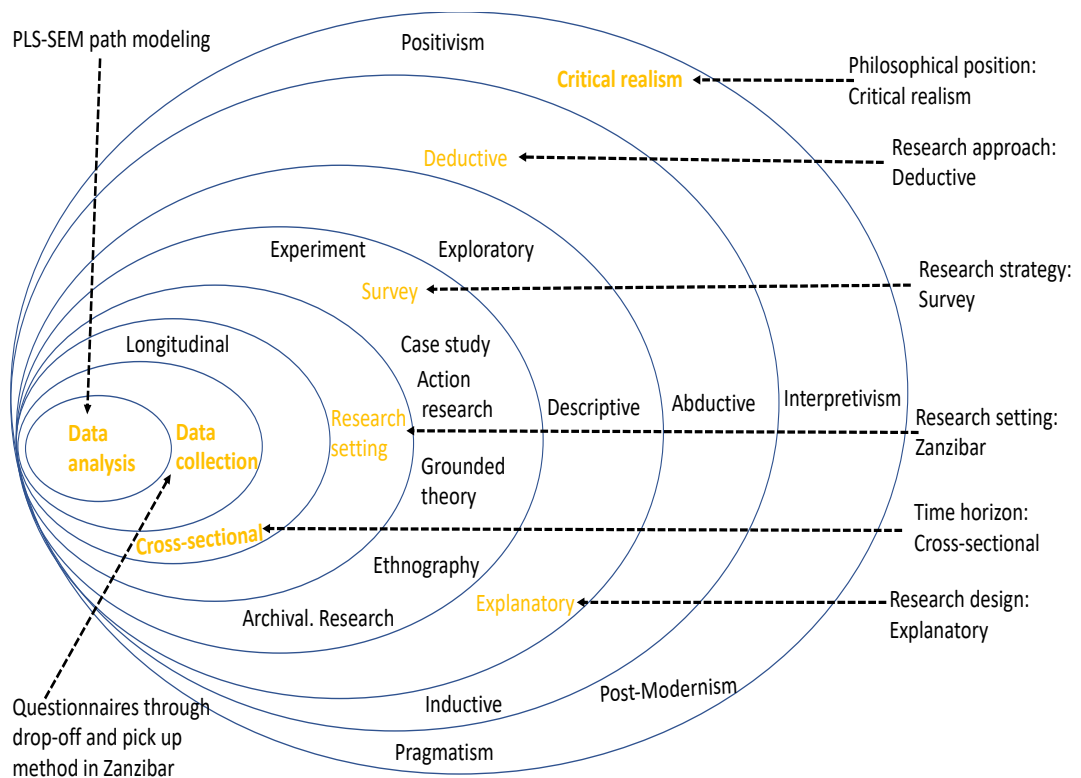 PLS-SEM path modeling
Positivism
Critical realism
Philosophical position:
Critical realism
Deductive
Research approach:
Deductive
Experiment
Exploratory
Survey
Research strategy:
Survey
Longitudinal
Case study
Action
research
Descriptive
Abductive
Interpretivism
Research
setting
Research setting:
Zanzibar
Data
analysis
Data
collection
Grounded
theory
Cross-sectional
Time horizon:
Cross-sectional
Ethnography
Explanatory
Research design:
Explanatory
Archival. Research
Post-Modernism
Inductive
Pragmatism
Questionnaires through
drop-off and pick up
method in Zanzibar